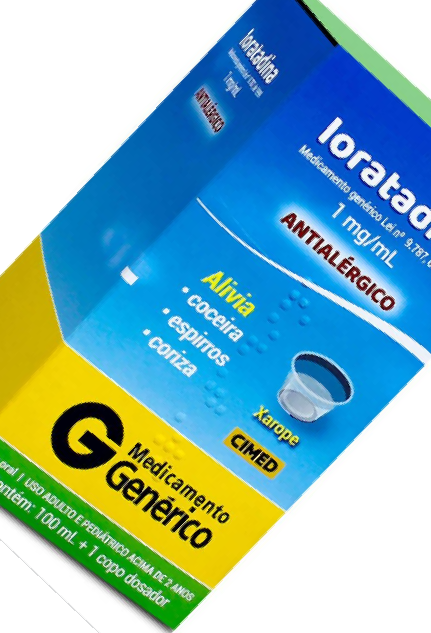 loratadina
1 mg/mL
ANTIALÉRGICO
loratad
Medicamento genérico Lei nº 9.787,
1 mg/mL
ANTIALÉRGICO
Alivia
• coceira
• espirros
• coriza
Xarope
CIMED
G Medicamento
Genérico
oral | USO ADULTO E PEDIÁTRICO ACIMA DE 2 ANOS
ontém: 100 mL + 1 copo dosador